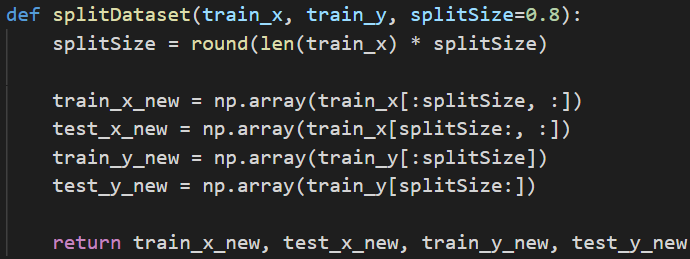 def splitDataset(train_x, train_y, splitSize=0.8):
    splitSize = round(len(train_x) * splitSize)
    train_x_new = np.array(train_x[:splitSize, :])
    test_x_new = np.array(train_x[splitSize:, :])
    train_y_new = np.array(train_y[:splitSize])
    test_y_new = np.array(train_y[splitSize:])
    return train_x_new, test_x_new, train_y_new, test_y_new